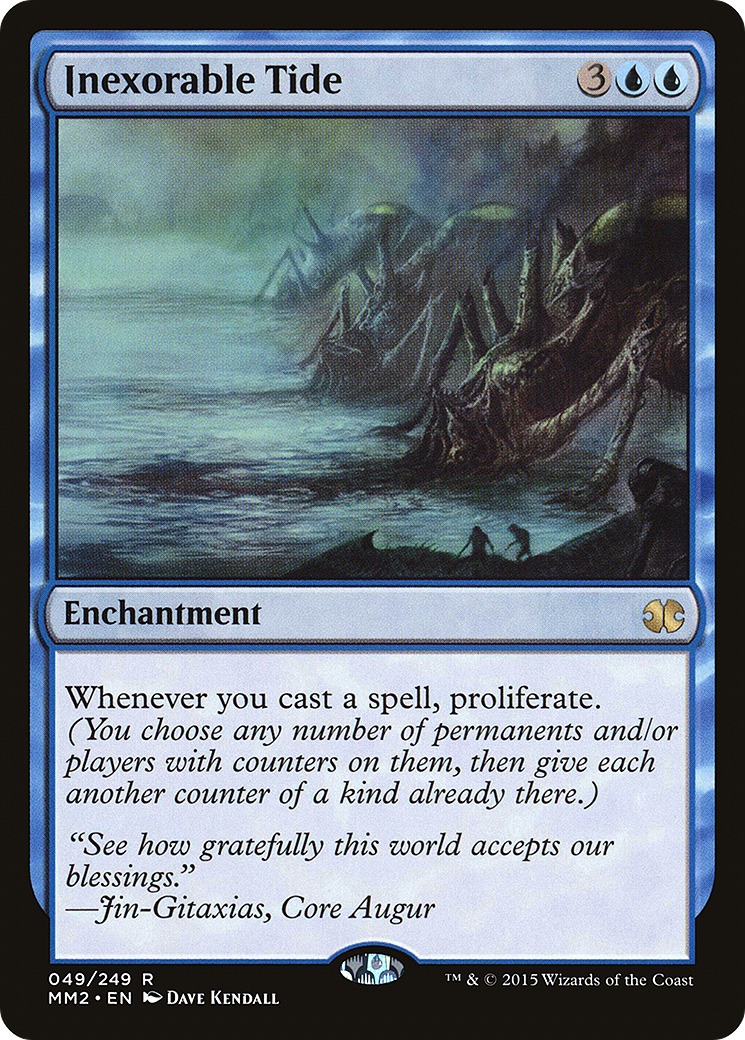 Inexorable Tide 3
Enchantment
Whenever you cast a spell, proliferate.
(You choose any number of permanents and/or
players with counters on them, then give each
another counter of a kind already there.)
“See how gratefully this world accepts our
blessings.”
—Jin-Gitaxias, Core Augur
049/249 R
MM2 • EN Dave Kendall
™ & © 2015 Wizards of the Coast